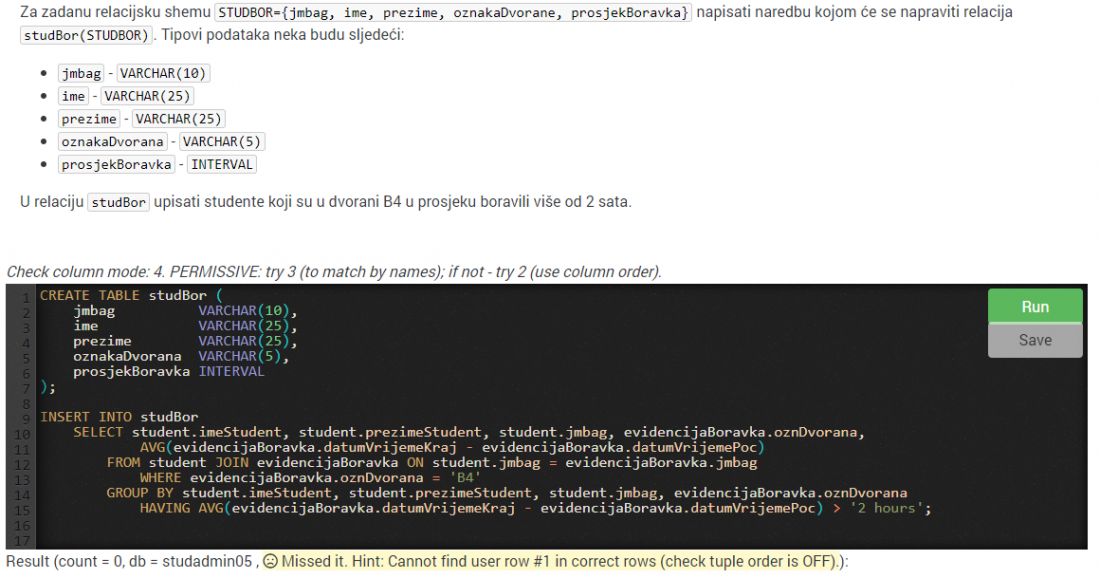 Za zadanu relacijsku shemu STUDBOR={jmbag, ime, prezime, oznakaDvorane, prosjekBoravka} napisati naredbu kojom će se napraviti relacija
studBor(STUDBOR). Tipovi podataka neka budu sljedeći:
• jmbag - VARCHAR(10)
• ime - VARCHAR(25)
• prezime - VARCHAR(25)
• oznakaDvorana - VARCHAR(5)
• prosjekBoravka - INTERVAL
U relaciju studBor upisati studente koji su u dvorani B4 u prosjeku boravili više od 2 sata.
Check column mode: 4. PERMISSIVE: try 3 (to match by names); if not - try 2 (use column order).
1 CREATE TABLE studBor (
2 jmbag VARCHAR(10),
3 ime VARCHAR(25),
4 prezime VARCHAR(25),
5 oznakaDvorana VARCHAR(5),
6 prosjekBoravka INTERVAL
7 );
8
9 INSERT INTO studBor
10 SELECT student.imeStudent, student.prezimeStudent, student.jmbag, evidencijaBoravka.oznDvorana,
11 AVG(evidencijaBoravka.datumVrijemeKraj - evidencijaBoravka.datumVrijemePoc)
12 FROM student JOIN evidencijaBoravka ON student.jmbag = evidencijaBoravka.jmbag
13 WHERE evidencijaBoravka.oznDvorana = 'B4'
14 GROUP BY student.imeStudent, student.prezimeStudent, student.jmbag, evidencijaBoravka.oznDvorana
15 HAVING AVG(evidencijaBoravka.datumVrijemeKraj - evidencijaBoravka.datumVrijemePoc) > '2 hours';
16
17
Run
Save
Result (count = 0, db = studadmin05 , ☹ Missed it. Hint: Cannot find user row #1 in correct rows (check tuple order is OFF).):